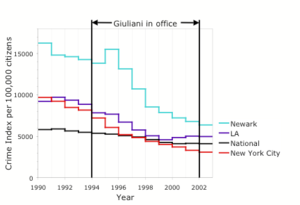 Giuliani in office
Crime Index per 100,000 citizens
15000
10000
5000
0
1990 1992 1994 1996 1998 2000 2002
Year
Newark
LA
National
New York City